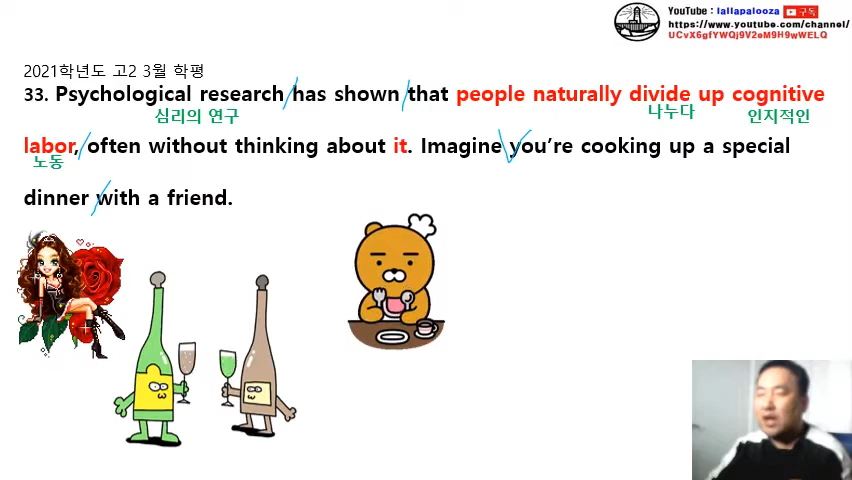 YouTube : lallapalooza 구독
https://www.youtube.com/channel/
UCvX6gfYWQj9V2eM9H9wWELQ
2021학년도 고2 3월 학평
33. Psychological research has shown that people naturally divide up cognitive
심리의 연구 나누다 인지적인
labor, often without thinking about it. Imagine you're cooking up a special
노동
dinner with a friend.